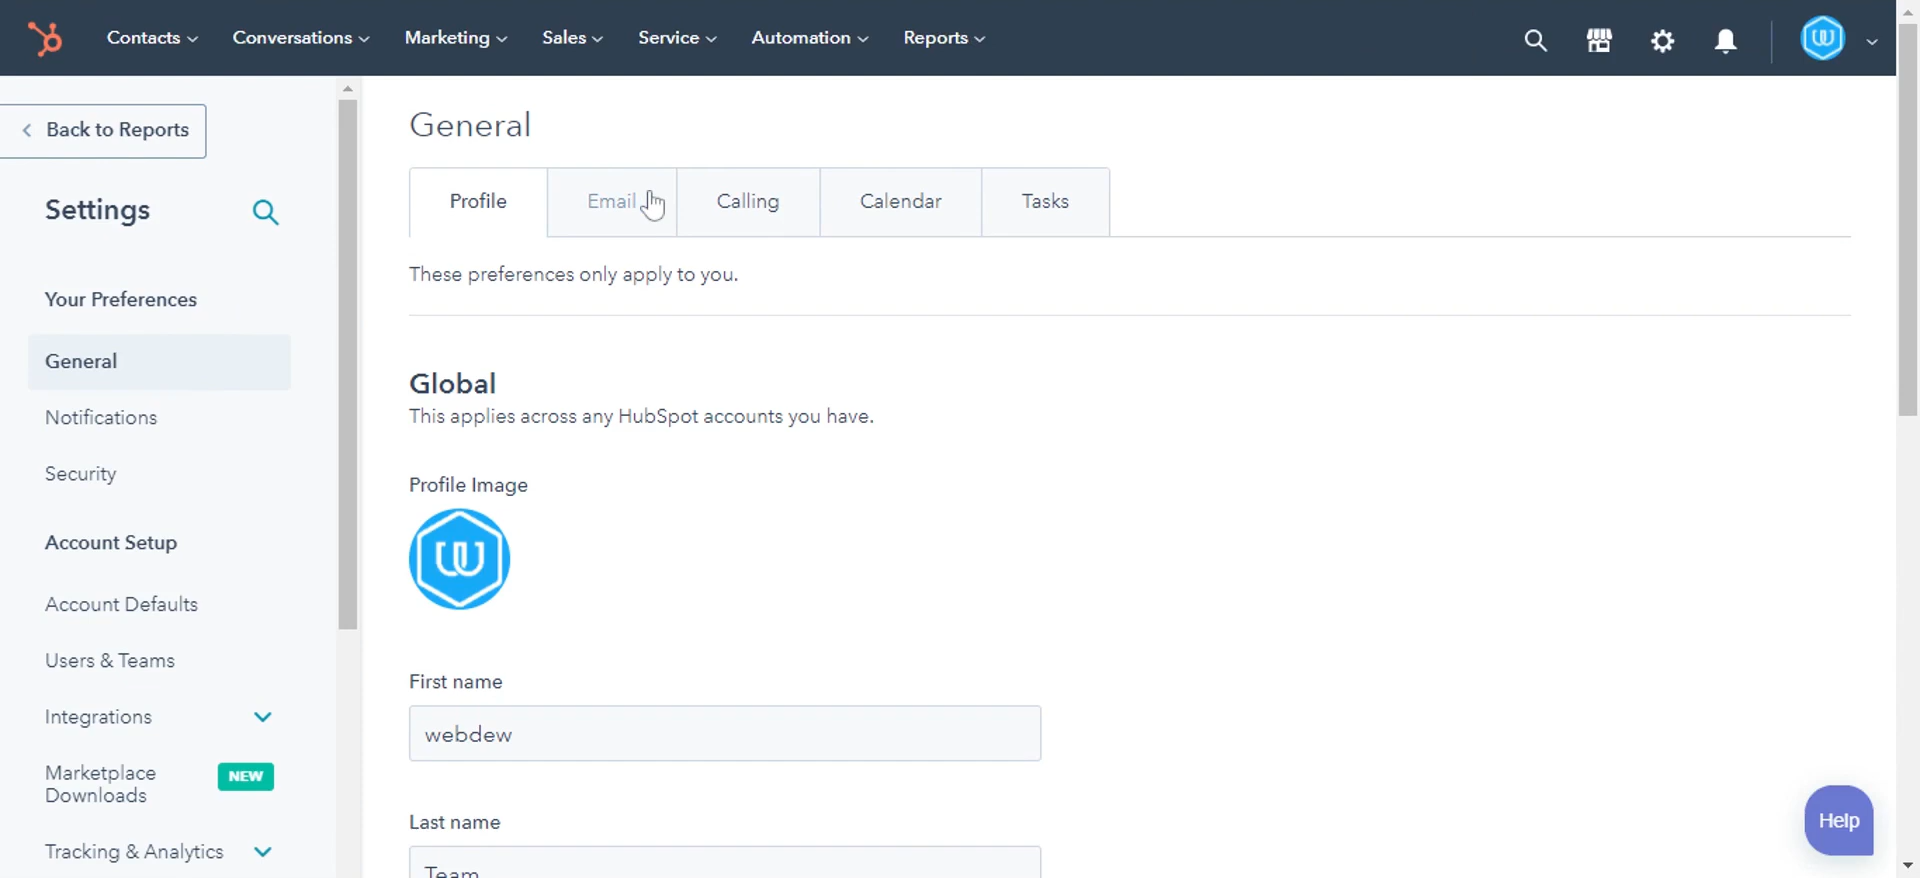 Contacts
Conversations
Marketing
Sales
Service
Automation
Reports
Back to Reports
Settings
Your Preferences
General
Notifications
Security
Account Setup
Account Defaults
Users & Teams
Integrations
Marketplace
Downloads
NEW
Tracking & Analytics
General
Profile
Email
Calling
Calendar
Tasks
These preferences only apply to you.
Global
This applies across any HubSpot accounts you have.
Profile Image
First name
webdew
Last name
Team
Help